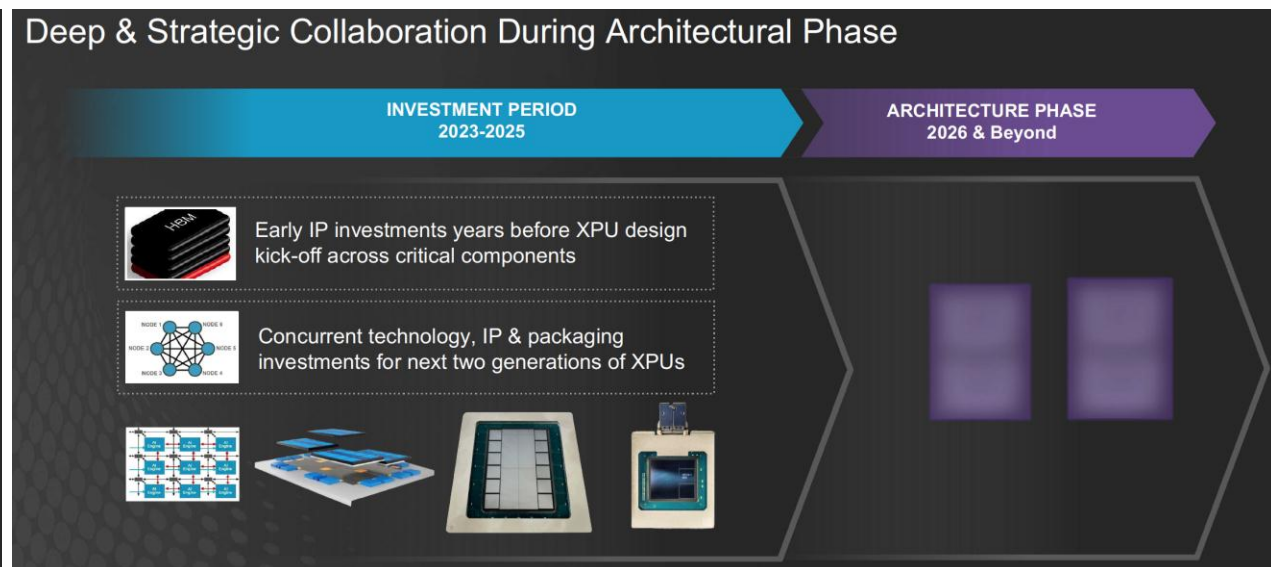 Deep & Strategic Collaboration During Architectural Phase
INVESTMENT PERIOD
2023-2025
ARCHITECTURE PHASE
2026 & Beyond
HBM
Early IP investments years before XPU design
kick-off across critical components
NODE 1
NODE 2
NODE 3
NODE 4
NODE 5
NODE 6
Concurrent technology, IP & packaging
investments for next two generations of XPUs